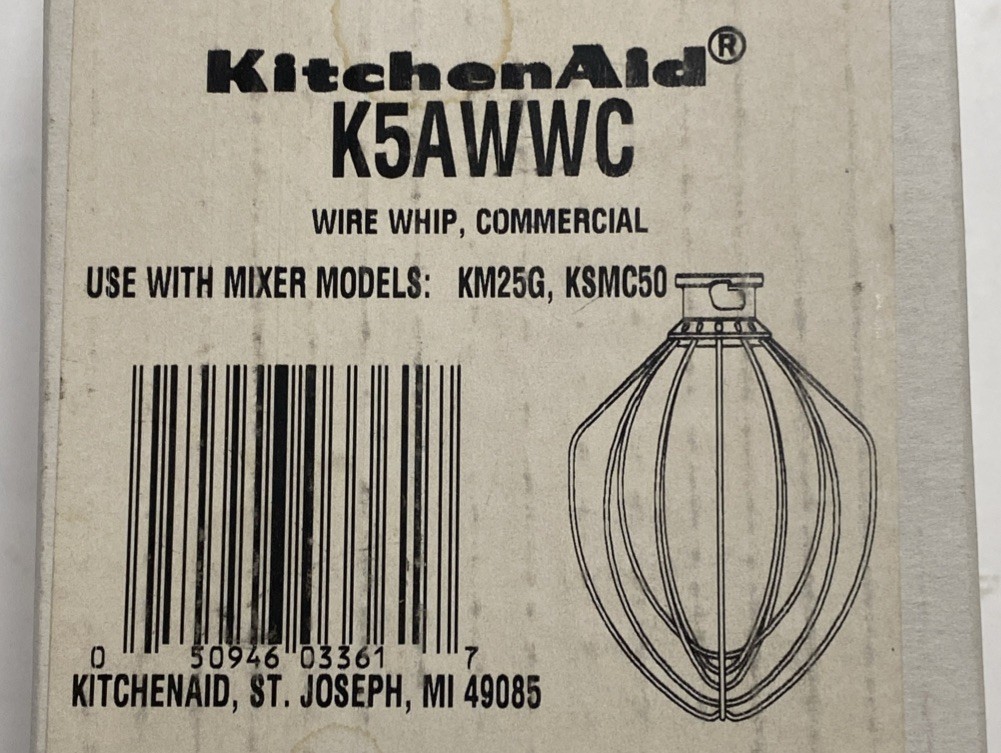 KitchenAid®
K5AWWC
WIRE WHIP, COMMERCIAL
USE WITH MIXER MODELS: KM25G, KSMC50
0 50946 03361 7
KITCHENAID, ST. JOSEPH, MI 49085